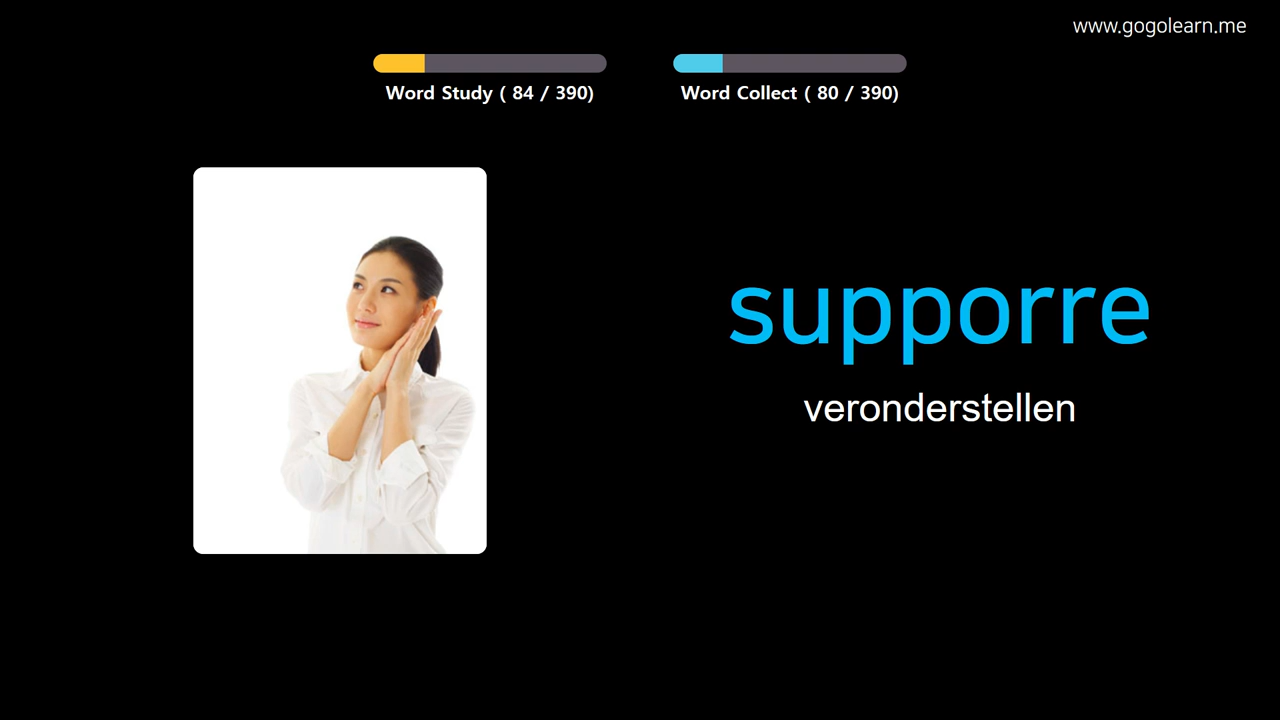 www.gogolearn.me
Word Study ( 84 / 390)
Word Collect ( 80 / 390)
supporre
veronderstellen